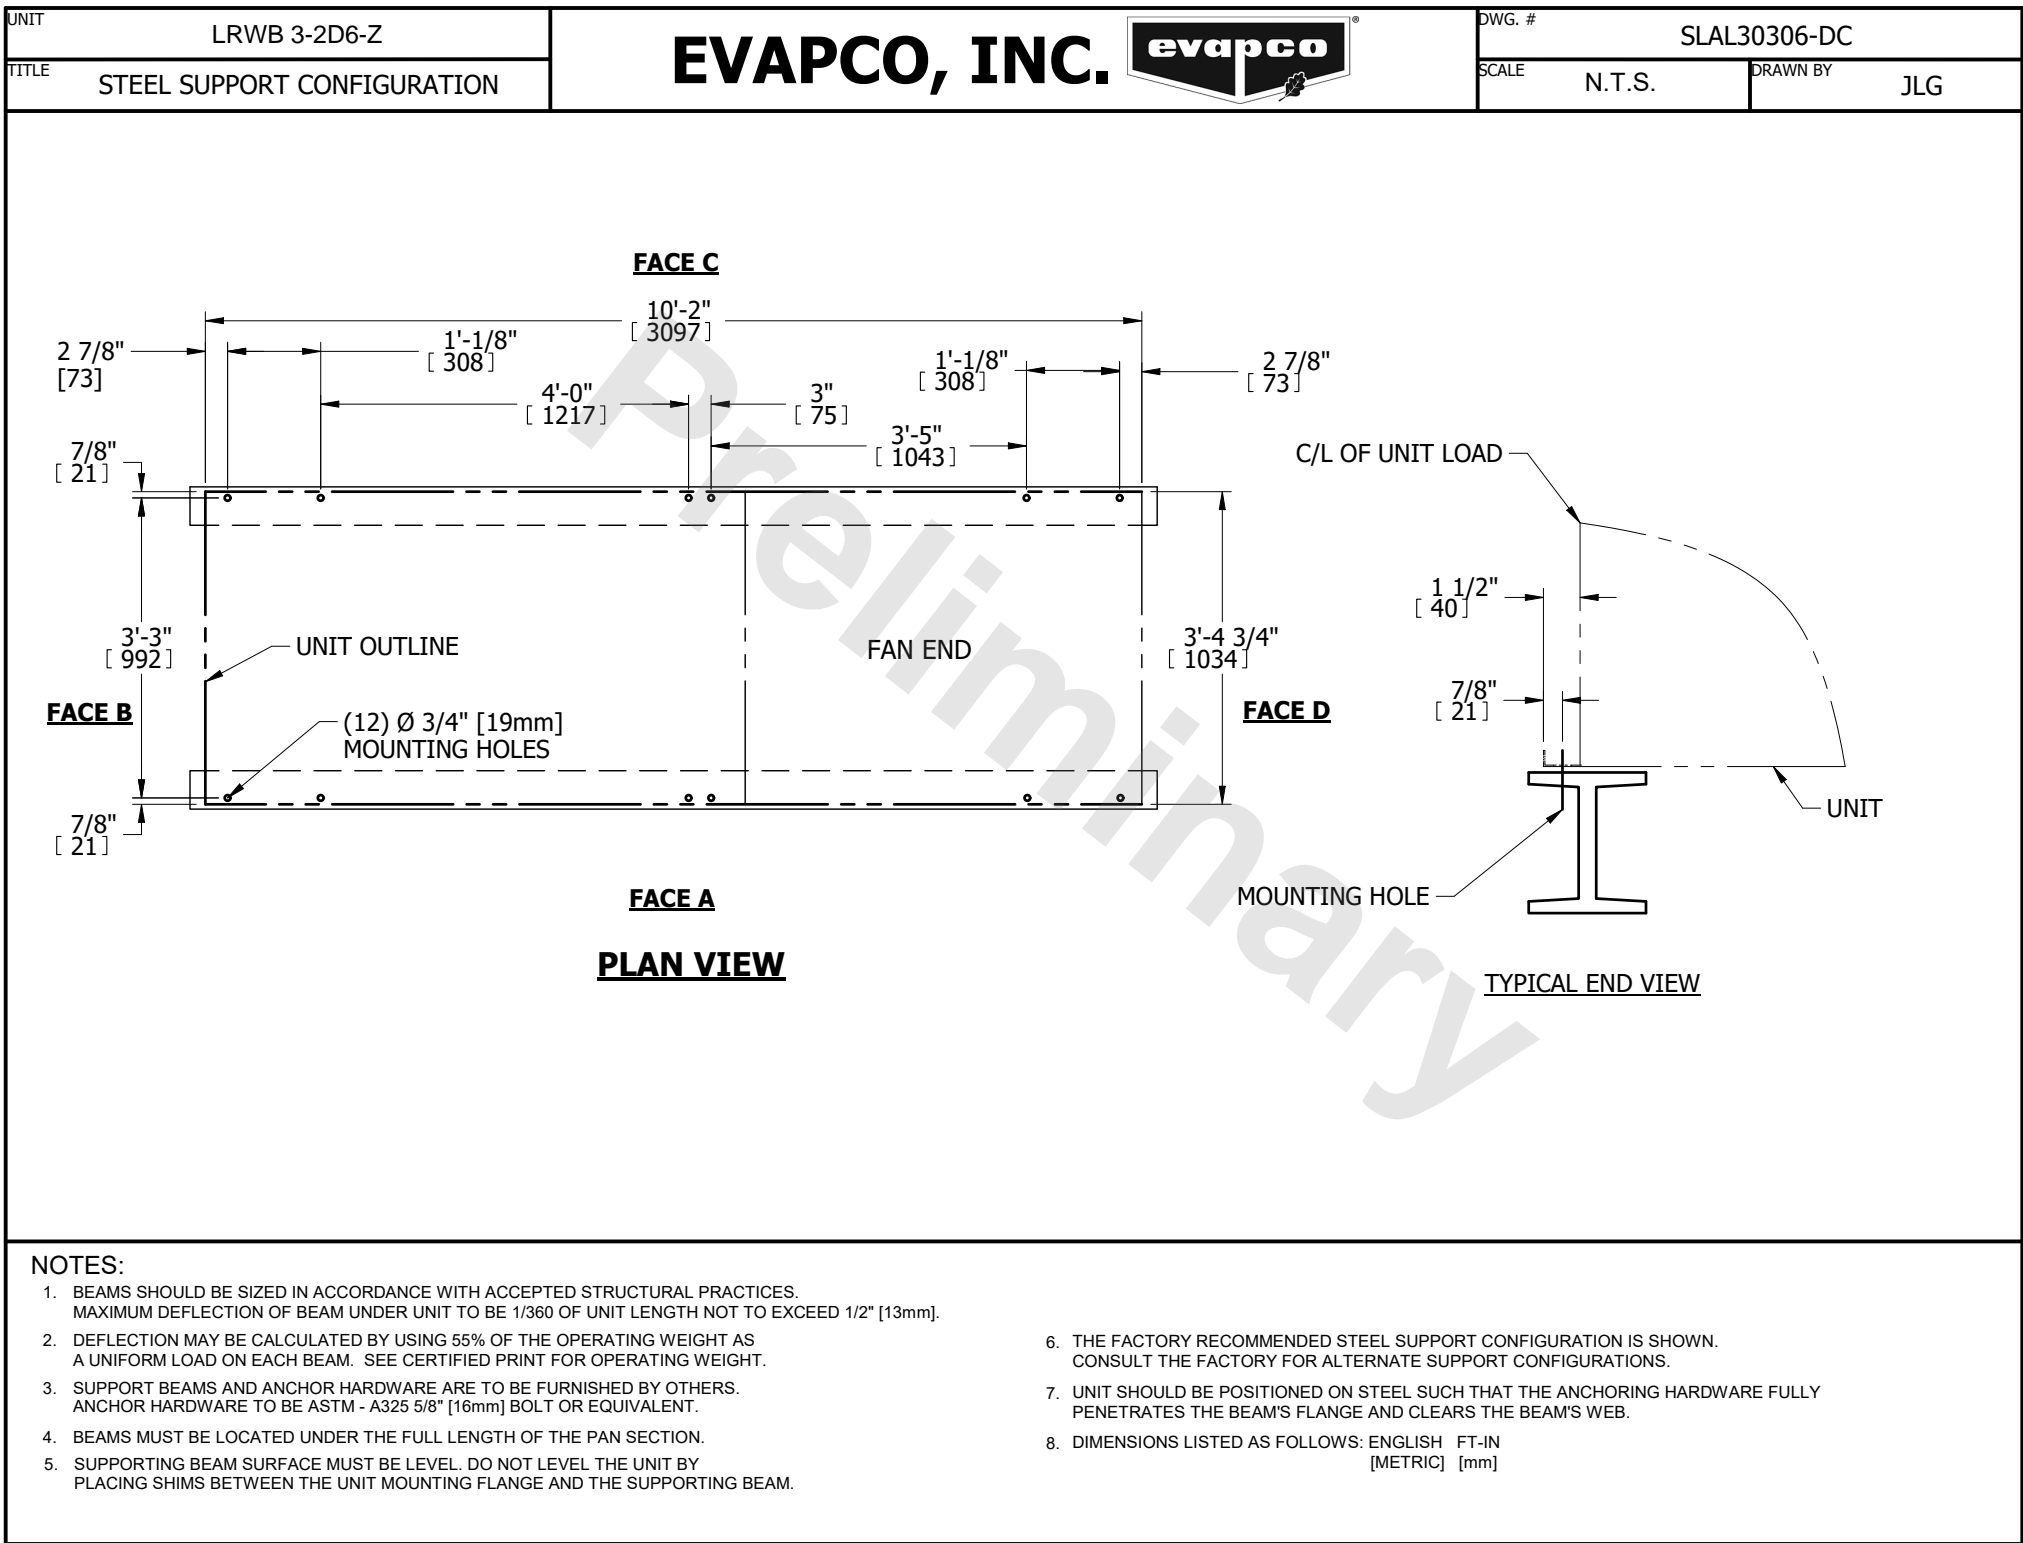 UNIT
LRWB 3-2D6-Z
TITLE
STEEL SUPPORT CONFIGURATION
EVAPCO, INC.
evapco
®
DWG. #
SLAL30306-DC
SCALE
N.T.S.
DRAWN BY
JLG
FACE C
10'-2"
[ 3097]
2 7/8"
[73]
1'-1/8"
[ 308]
1'-1/8"
[ 308]
2 7/8"
[ 73]
4'-0"
[ 1217]
3"
[ 75]
3'-5"
[ 1043]
7/8"
[ 21]
C/L OF UNIT LOAD
1 1/2"
[ 40]
3'-3"
[ 992]
UNIT OUTLINE
FAN END
3'-4 3/4"
[ 1034]
7/8"
[ 21]
FACE B
(12) Ø 3/4" [19mm]
MOUNTING HOLES
FACE D
7/8"
[ 21]
UNIT
MOUNTING HOLE
FACE A
PLAN VIEW
TYPICAL END VIEW
Preliminary
NOTES:
1. BEAMS SHOULD BE SIZED IN ACCORDANCE WITH ACCEPTED STRUCTURAL PRACTICES.
MAXIMUM DEFLECTION OF BEAM UNDER UNIT TO BE 1/360 OF UNIT LENGTH NOT TO EXCEED 1/2" [13mm].
2. DEFLECTION MAY BE CALCULATED BY USING 55% OF THE OPERATING WEIGHT AS
A UNIFORM LOAD ON EACH BEAM. SEE CERTIFIED PRINT FOR OPERATING WEIGHT.
3. SUPPORT BEAMS AND ANCHOR HARDWARE ARE TO BE FURNISHED BY OTHERS.
ANCHOR HARDWARE TO BE ASTM - A325 5/8" [16mm] BOLT OR EQUIVALENT.
4. BEAMS MUST BE LOCATED UNDER THE FULL LENGTH OF THE PAN SECTION.
5. SUPPORTING BEAM SURFACE MUST BE LEVEL. DO NOT LEVEL THE UNIT BY
PLACING SHIMS BETWEEN THE UNIT MOUNTING FLANGE AND THE SUPPORTING BEAM.
6. THE FACTORY RECOMMENDED STEEL SUPPORT CONFIGURATION IS SHOWN.
CONSULT THE FACTORY FOR ALTERNATE SUPPORT CONFIGURATIONS.
7. UNIT SHOULD BE POSITIONED ON STEEL SUCH THAT THE ANCHORING HARDWARE FULLY
PENETRATES THE BEAM'S FLANGE AND CLEARS THE BEAM'S WEB.
8. DIMENSIONS LISTED AS FOLLOWS: ENGLISH FT-IN
[METRIC] [mm]